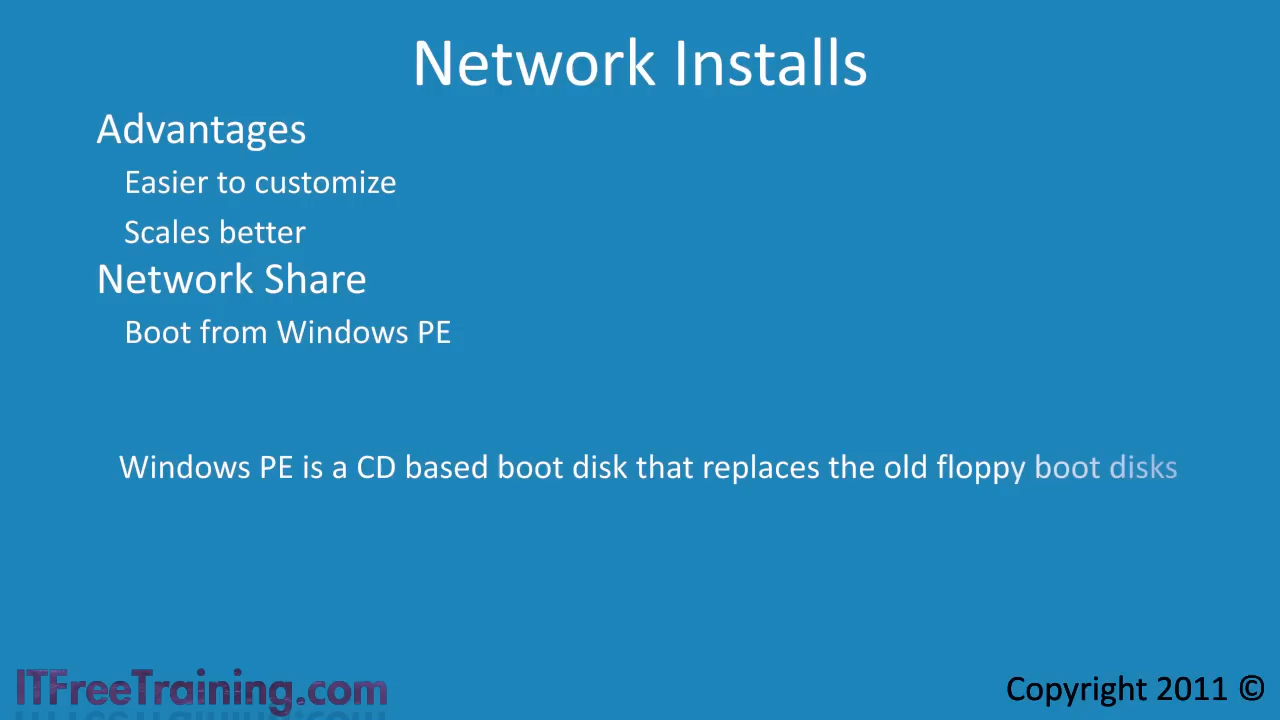 Network Installs
Advantages
Easier to customize
Scales better
Network Share
Boot from Windows PE
Windows PE is a CD based boot disk that replaces the old floppy boot disks
ITFreeTraining.com
Copyright 2011 ©